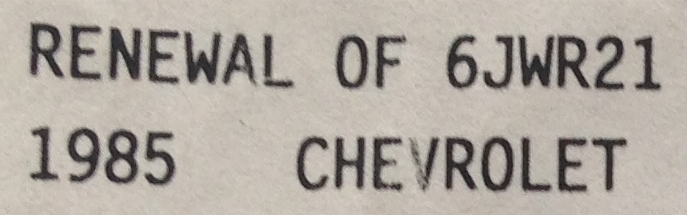 RENEWAL OF 6JWR21
1985 CHEVROLET